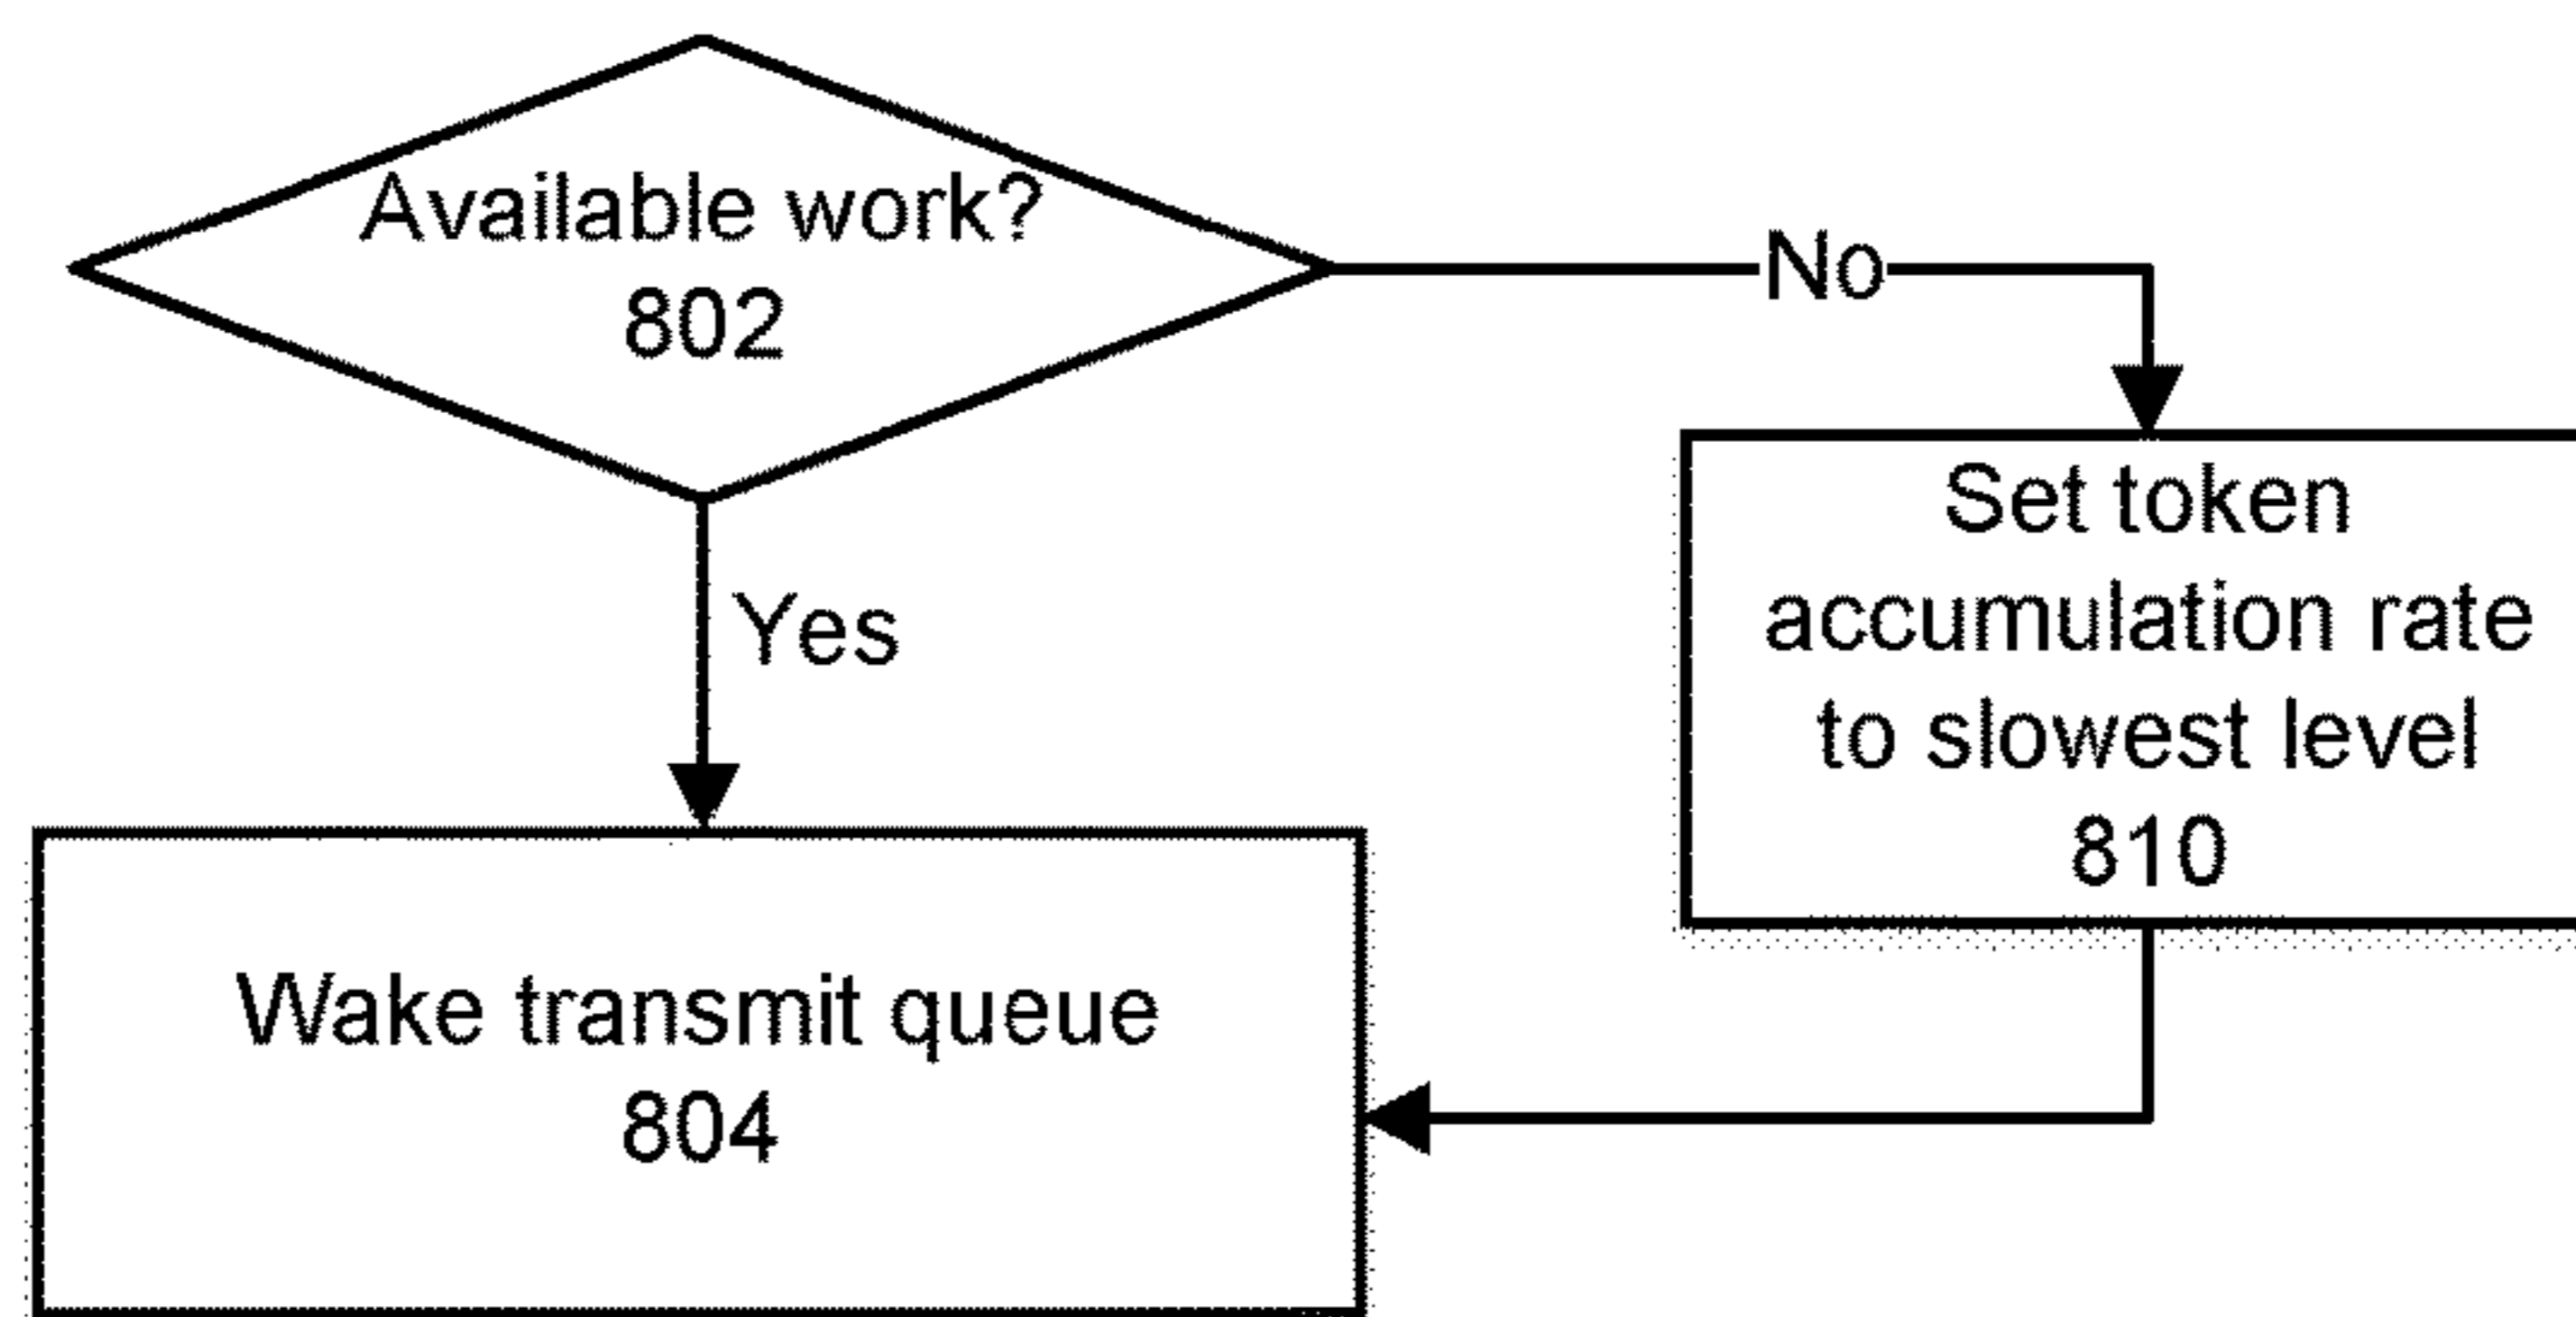 Available work?
802
No
Yes
Set token
accumulation rate
to slowest level
810
Wake transmit queue
804